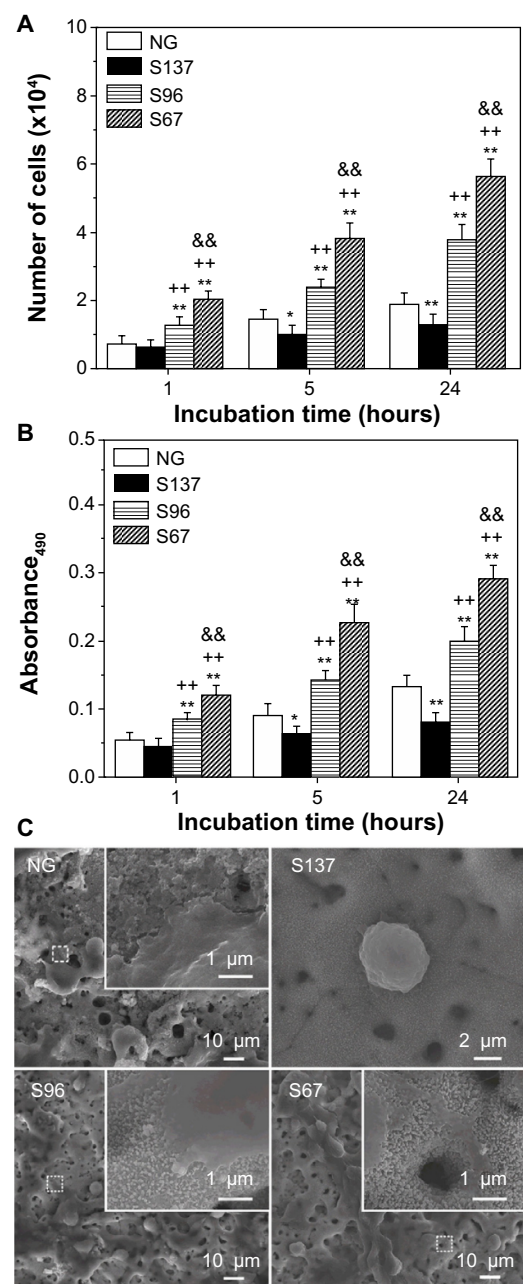 A
10
8
6
4
2
0
Number of cells (x10⁴)
NG
S137
S96
S67
++
**
&&
++
**
*
++
**
&&
++
**
**
++
**
&&
++
**
1 5 24
Incubation time (hours)
B
0.5
0.4
0.3
0.2
0.1
0.0
Absorbance₄₉₀
NG
S137
S96
S67
++
**
&&
++
**
*
++
**
&&
++
**
**
++
**
&&
++
**
1 5 24
Incubation time (hours)
C
NG
1 µm
10 µm
S137
2 µm
S96
1 µm
10 µm
S67
1 µm
10 µm